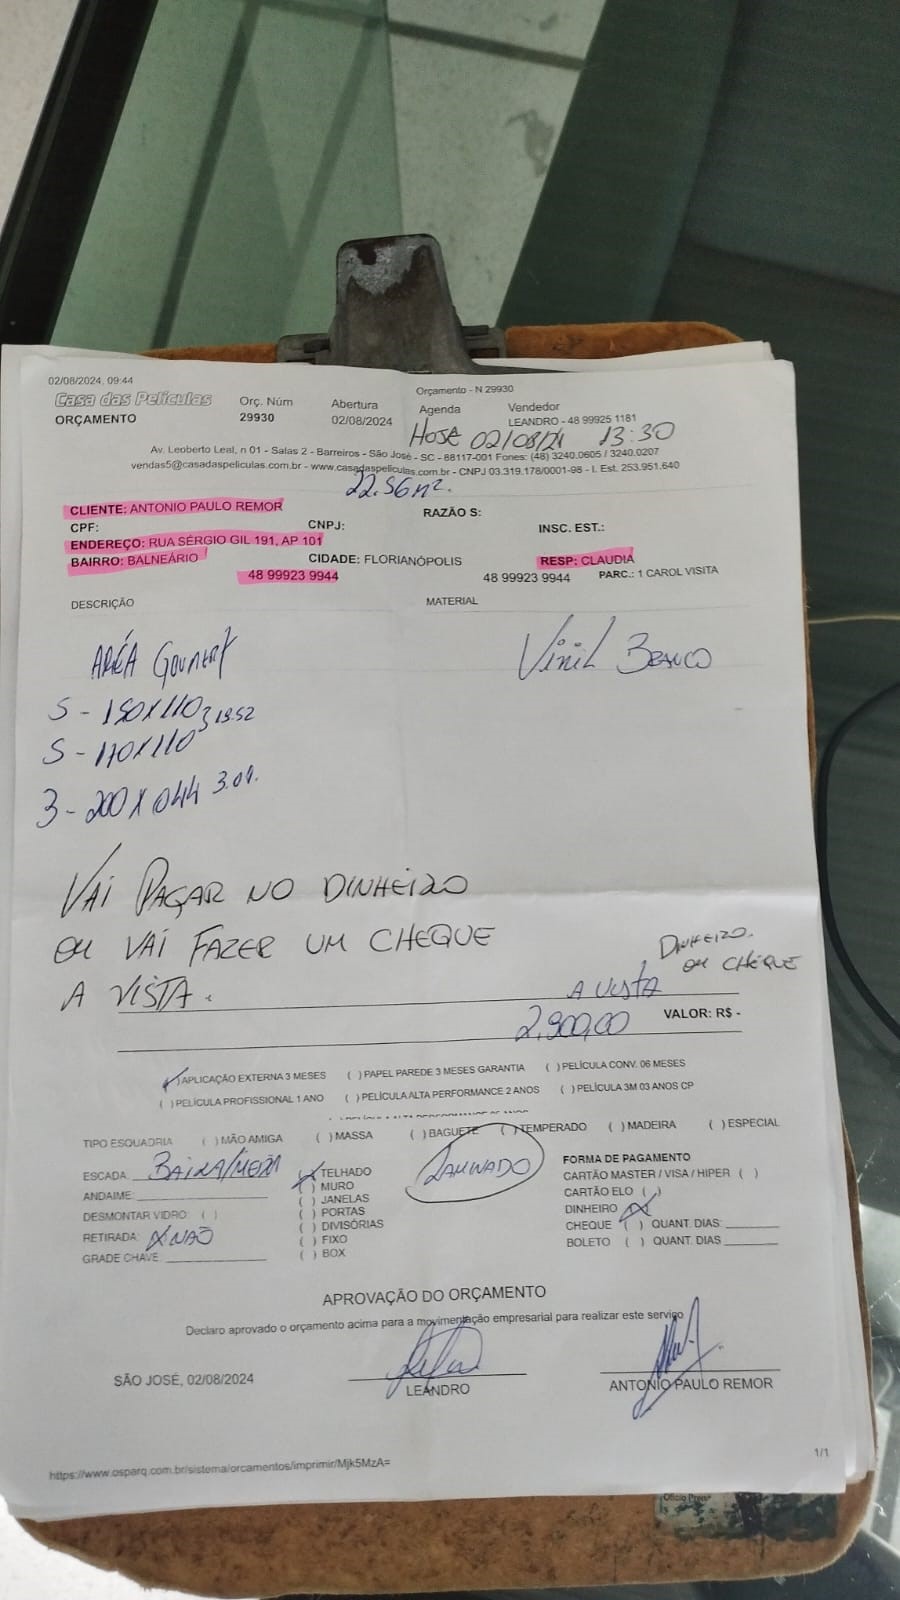 02/08/2024, 09:44
Orçamento - N 29930
Casa das Películas
ORÇAMENTO
Orç. Núm
29930
Abertura
02/08/2024
Agenda
Vendedor
LEANDRO - 48 99925 1181
HOJE 02/08/24 13:30
Av. Leoberto Leal, n 01 - Salas 2 - Barreiros - São José - SC - 88117-001 Fones: (48) 3240.0605 / 3240.0207
vendas5@casadaspeliculas.com.br - www.casadaspeliculas.com.br - CNPJ 03.319.178/0001-98 - I. Est. 253.951.640
22.56m².
CLIENTE: ANTONIO PAULO REMOR
RAZÃO S:
CPF:
CNPJ:
INSC. EST.:
ENDEREÇO: RUA SÉRGIO GIL 191, AP 101
BAIRRO: BALNEÁRIO
CIDADE: FLORIANÓPOLIS
RESP: CLAUDIA
48 99923 9944
48 99923 9944
PARC.: 1 CAROL VISITA
DESCRIÇÃO
MATERIAL
AREA GOURMERT
VINIL BRANCO
5 - 150X110
5 - 110X110
3 - 200X044 3.01.
VAI PAGAR NO DINHEIRO
OU VAI FAZER UM CHEQUE
A VISTA.
DINHEIRO.
OU CHEQUE
A VISTA
2.900,00
VALOR: R$ -
( ) APLICAÇÃO EXTERNA 3 MESES ( ) PAPEL PAREDE 3 MESES GARANTIA ( ) PELÍCULA CONV. 06 MESES
( ) PELÍCULA PROFISSIONAL 1 ANO ( ) PELÍCULA ALTA PERFORMANCE 2 ANOS ( ) PELÍCULA 3M 03 ANOS CP
TIPO ESQUADRIA ( ) MÃO AMIGA ( ) MASSA ( ) BAGUETE ( ) TEMPERADO ( ) MADEIRA ( ) ESPECIAL
ESCADA BAIXA/MEDIA
ANDAIME:
DESMONTAR VIDRO: ( )
RETIRADA: (X) NAO
GRADE CHAVE:
(X) TELHADO
( ) MURO
( ) JANELAS
( ) PORTAS
( ) DIVISÓRIAS
( ) FIXO
( ) BOX
LAMINADO
FORMA DE PAGAMENTO
CARTÃO MASTER / VISA / HIPER ( )
CARTÃO ELO ( )
DINHEIRO (X)
CHEQUE ( ) QUANT. DIAS:
BOLETO ( ) QUANT. DIAS
APROVAÇÃO DO ORÇAMENTO
Declaro aprovado o orçamento acima para a movimentação empresarial para realizar este serviço
SÃO JOSÉ, 02/08/2024
LEANDRO
ANTONIO PAULO REMOR
1/1
https://www.osparq.com.br/sistema/orcamentos/imprimir/Mjk5MzA=